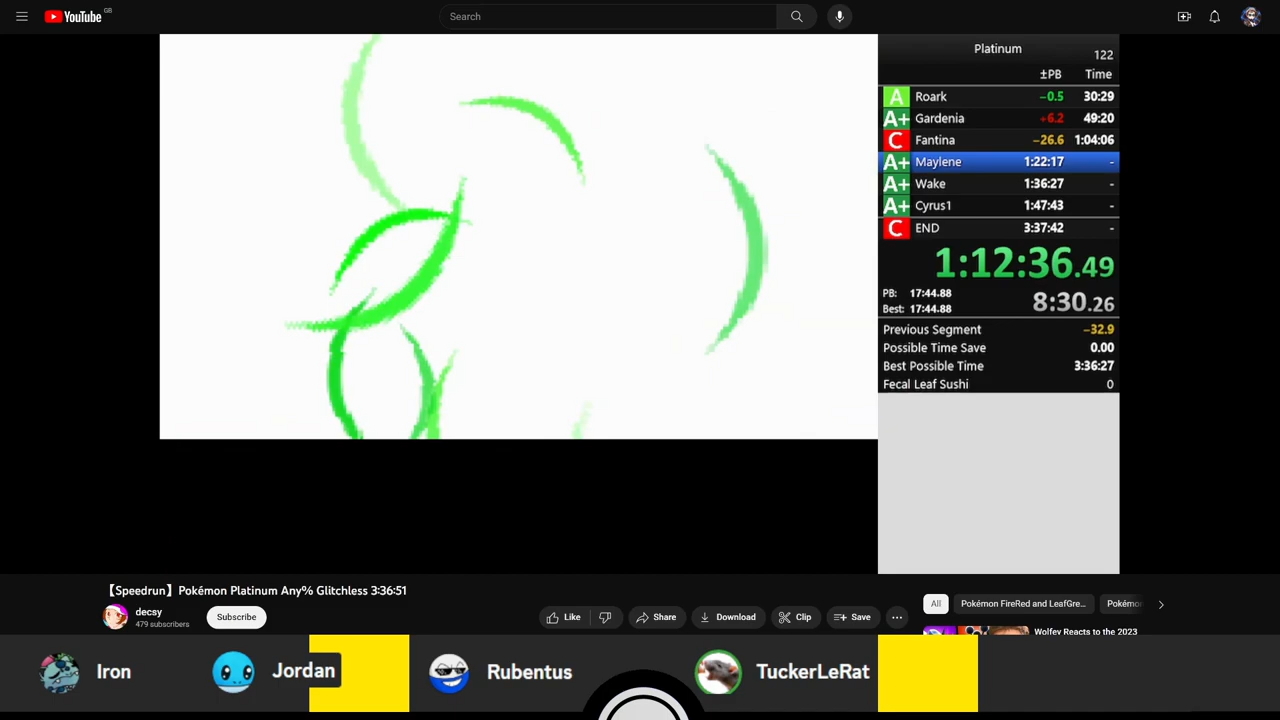 YouTube GB
Search
Platinum
122
±PB Time
A Roark −0.5 30:29
A+ Gardenia +6.2 49:20
C Fantina −26.6 1:04:06
A+ Maylene 1:22:17 -
A+ Wake 1:36:27 -
A+ Cyrus1 1:47:43 -
C END 3:37:42 -
1:12:36.49
PB: 17:44.88
Best: 17:44.88
8:30.26
Previous Segment −32.9
Possible Time Save 0.00
Best Possible Time 3:36:27
Fecal Leaf Sushi 0
【Speedrun】Pokémon Platinum Any% Glitchless 3:36:51
decsy
479 subscribers
Subscribe
Like
Share
Download
Clip
Save
All
Pokémon FireRed and LeafGre...
Pokémon
Wolfey Reacts to the 2023
Iron
Jordan
Rubentus
TuckerLeRat